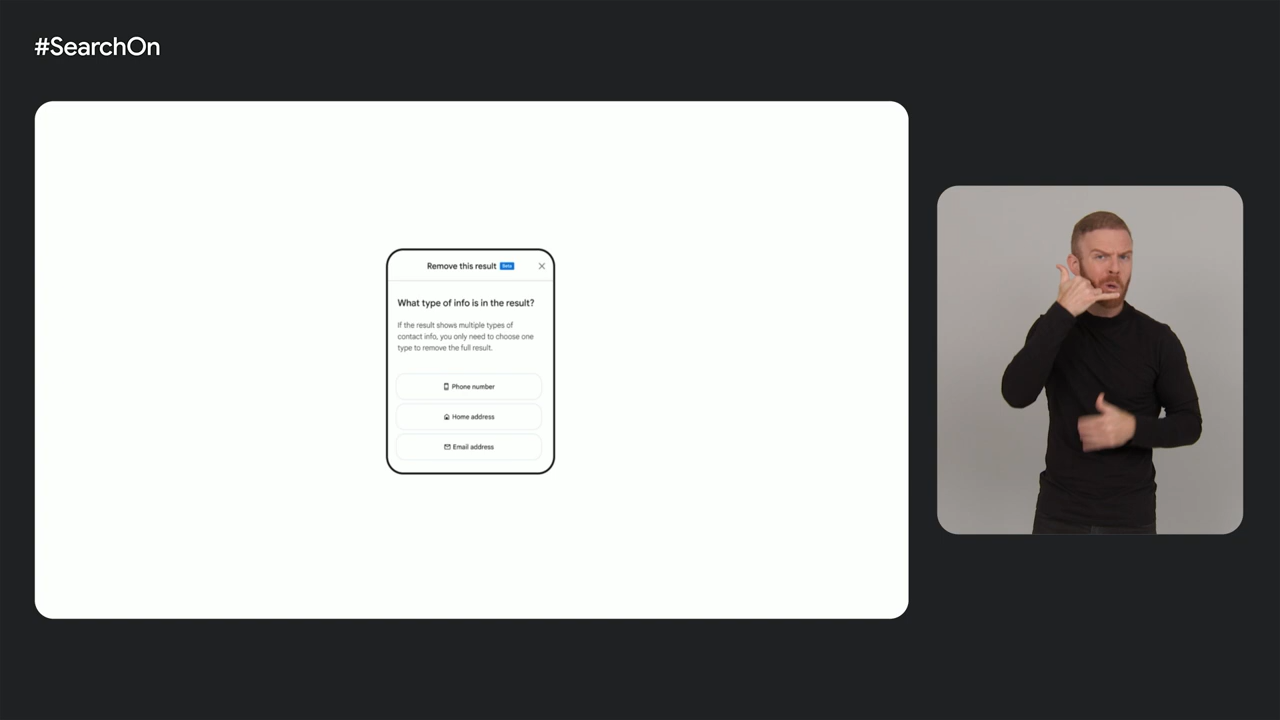 #SearchOn
Remove this result Beta
What type of info is in the result?
If the result shows multiple types of
contact info, you only need to choose one
type to remove the full result.
Phone number
Home address
Email address